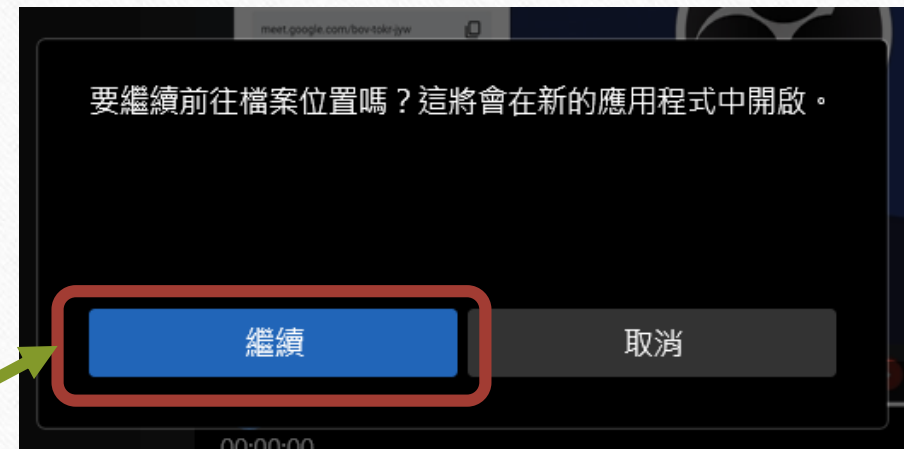 meet.google.com/bov-tokr-jyw
要繼續前往檔案位置嗎？這將會在新的應用程式中開啟。
繼續
取消
00:00:00